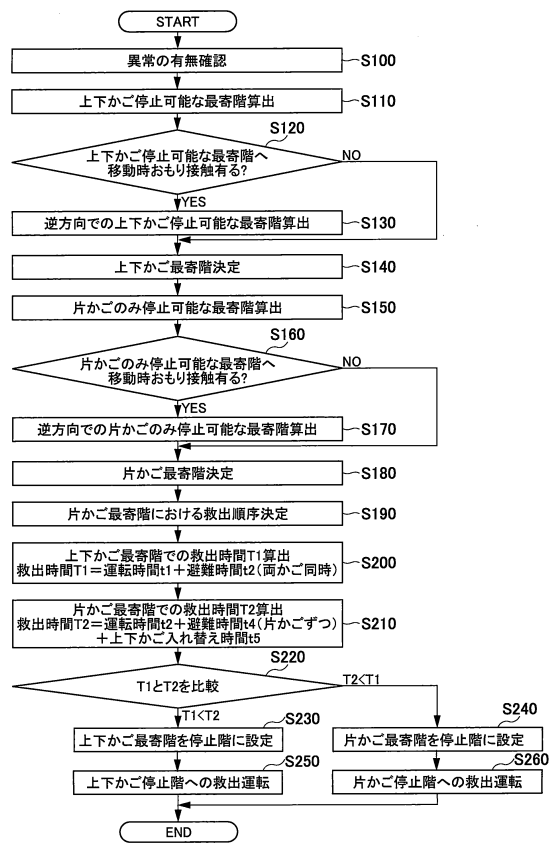 START
異常の有無確認
S100
上下かご停止可能な最寄階算出
S110
S120
上下かご停止可能な最寄階へ
移動時おもり接触有る?
NO
YES
逆方向での上下かご停止可能な最寄階算出
S130
上下かご最寄階決定
S140
片かごのみ停止可能な最寄階算出
S150
S160
片かごのみ停止可能な最寄階へ
移動時おもり接触有る?
NO
YES
逆方向での片かごのみ停止可能な最寄階算出
S170
片かご最寄階決定
S180
片かご最寄階における救出順序決定
S190
上下かご最寄階での救出時間T1算出
救出時間T1=運転時間t1+避難時間t2(両かご同時)
S200
片かご最寄階での救出時間T2算出
救出時間T2=運転時間t2+避難時間t4(片かごずつ)
+上下かご入れ替え時間t5
S210
S220
T1とT2を比較
T2<T1
T1<T2
S230
上下かご最寄階を停止階に設定
S240
片かご最寄階を停止階に設定
S250
上下かご停止階への救出運転
S260
片かご停止階への救出運転
END